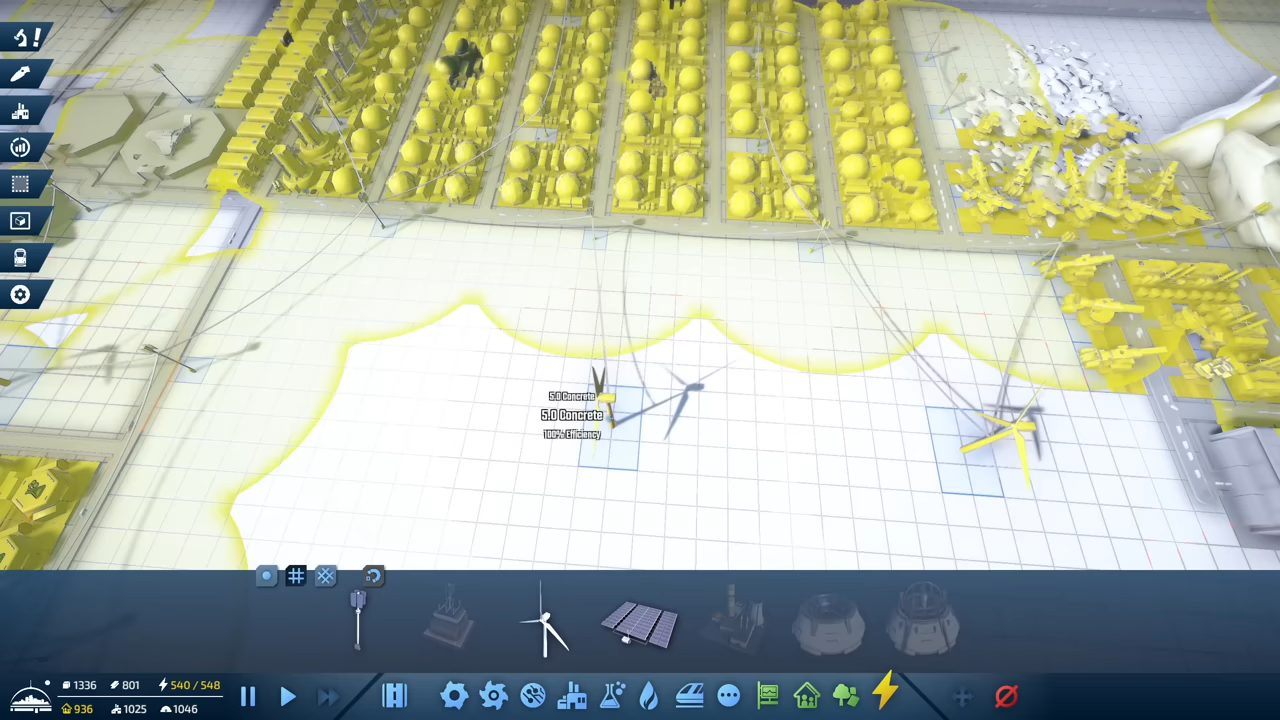 5.0 Concrete
5.0 Concrete
100% Efficiency
1336 801 540 / 548
936 1025 1046